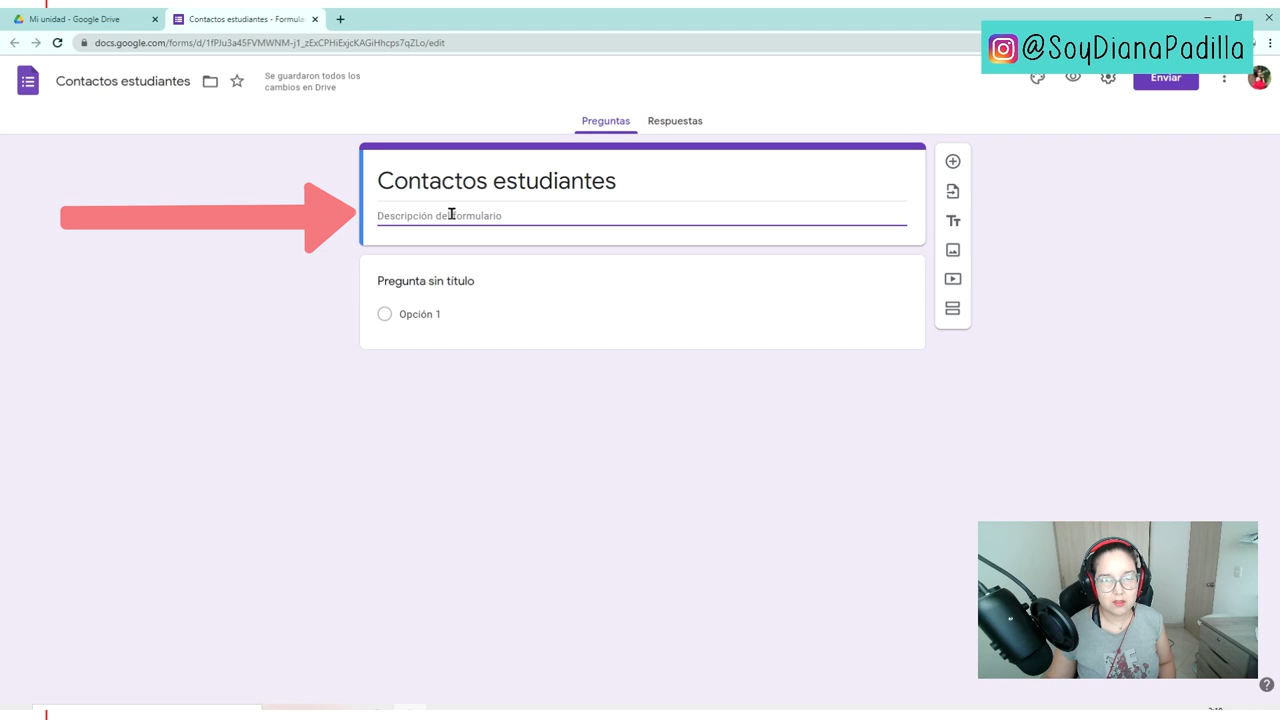 Mi unidad - Google Drive
Contactos estudiantes - Formula
docs.google.com/forms/d/1fPJu3a45FVMWNM-j1_zExCPHiExjcKAGiHhcps7qZLo/edit
@SoyDianaPadilla
Contactos estudiantes
Se guardaron todos los
cambios en Drive
Enviar
Preguntas
Respuestas
Contactos estudiantes
Descripción del formulario
Pregunta sin título
Opción 1